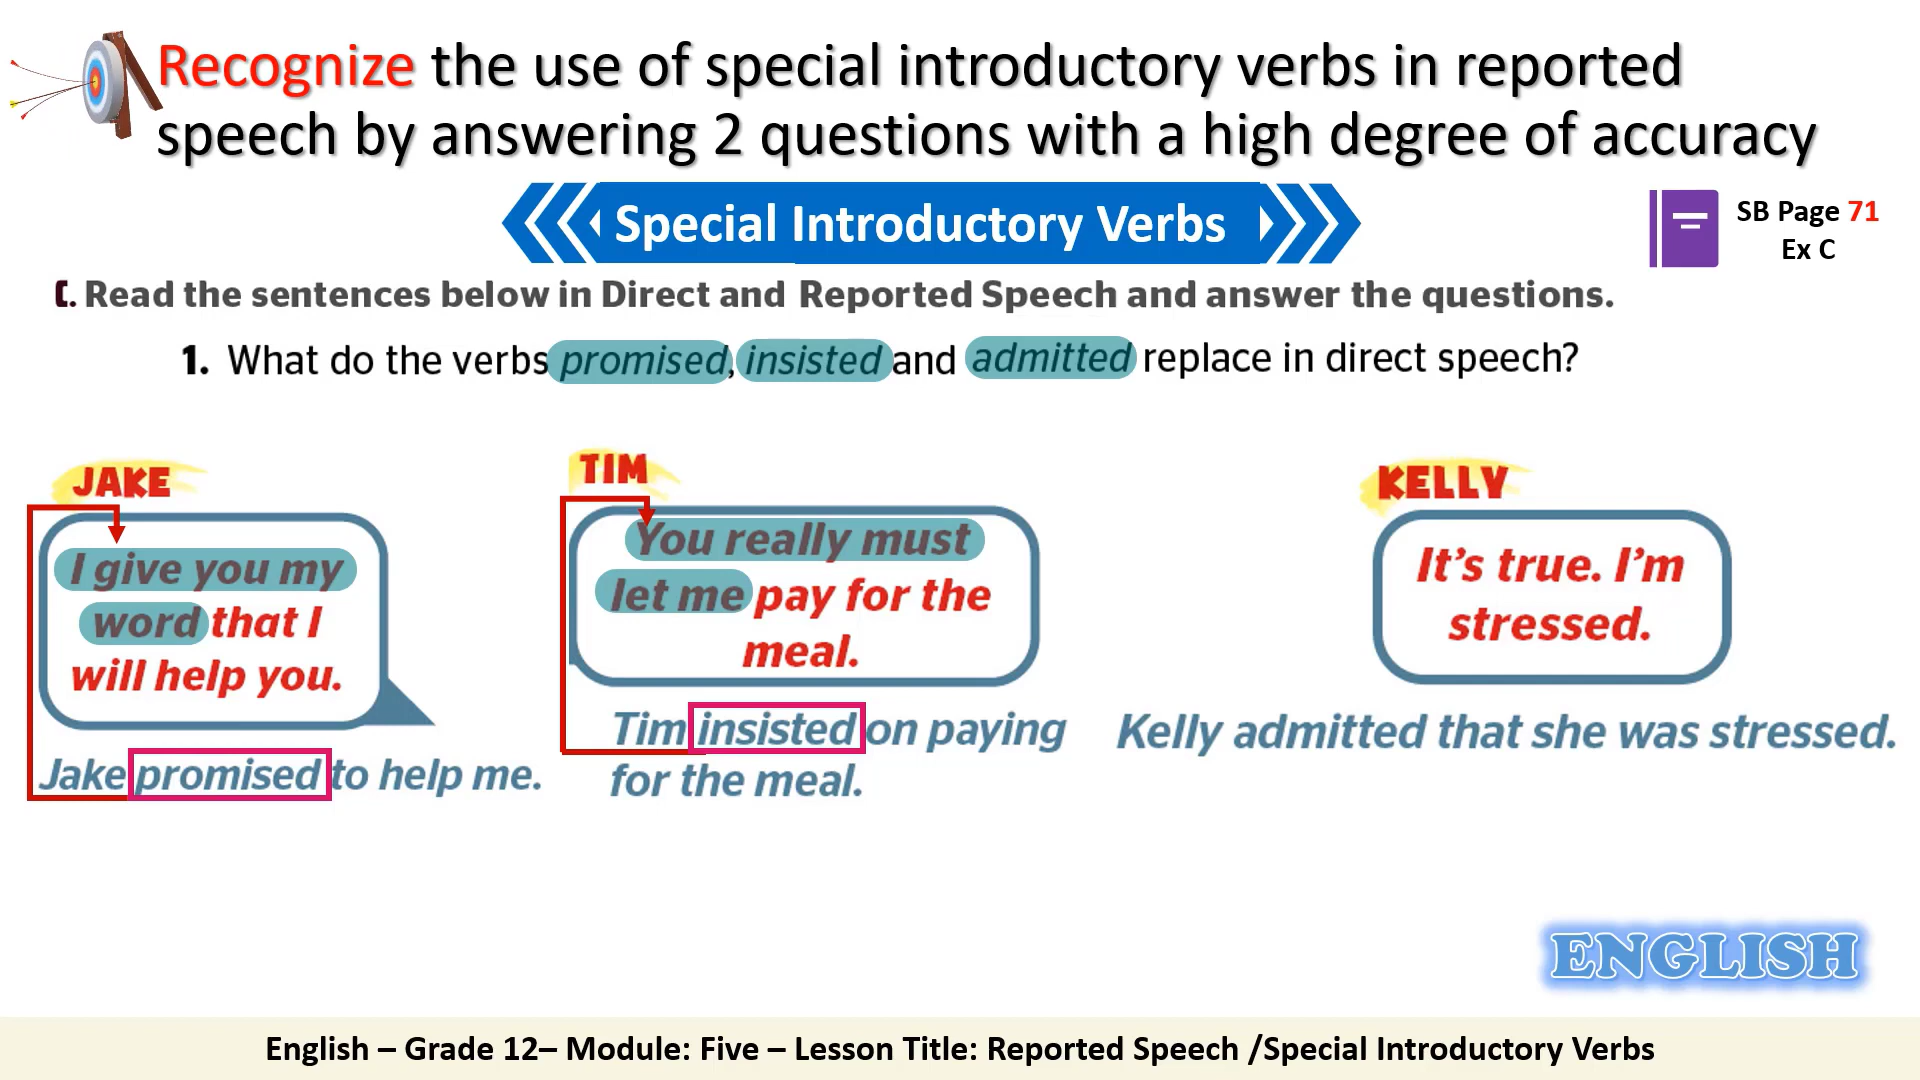 Recognize the use of special introductory verbs in reported
speech by answering 2 questions with a high degree of accuracy
Special Introductory Verbs
SB Page 71
Ex C
C. Read the sentences below in Direct and Reported Speech and answer the questions.
1. What do the verbs promised, insisted and admitted replace in direct speech?
JAKE
I give you my
word that I
will help you.
Jake promised to help me.
TIM
You really must
let me pay for the
meal.
Tim insisted on paying
for the meal.
KELLY
It's true. I'm
stressed.
Kelly admitted that she was stressed.
ENGLISH
English – Grade 12– Module: Five – Lesson Title: Reported Speech /Special Introductory Verbs